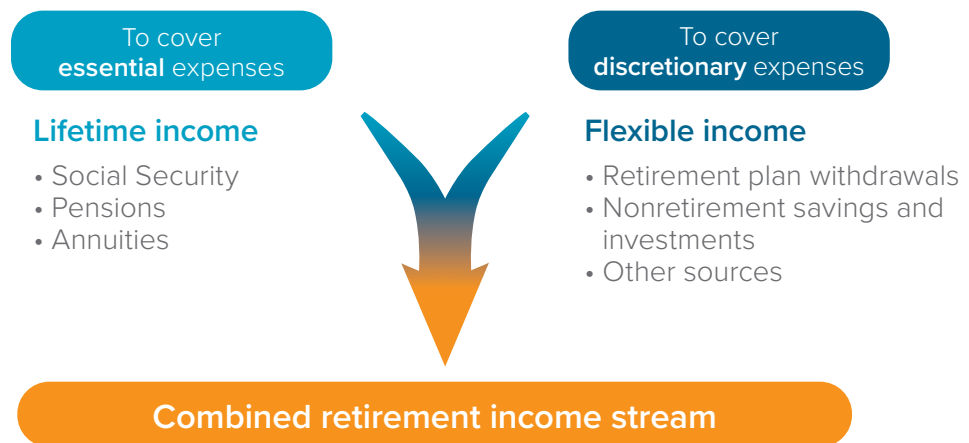 To cover
essential expenses
Lifetime income
• Social Security
• Pensions
• Annuities
To cover
discretionary expenses
Flexible income
• Retirement plan withdrawals
• Nonretirement savings and
investments
• Other sources
Combined retirement income stream